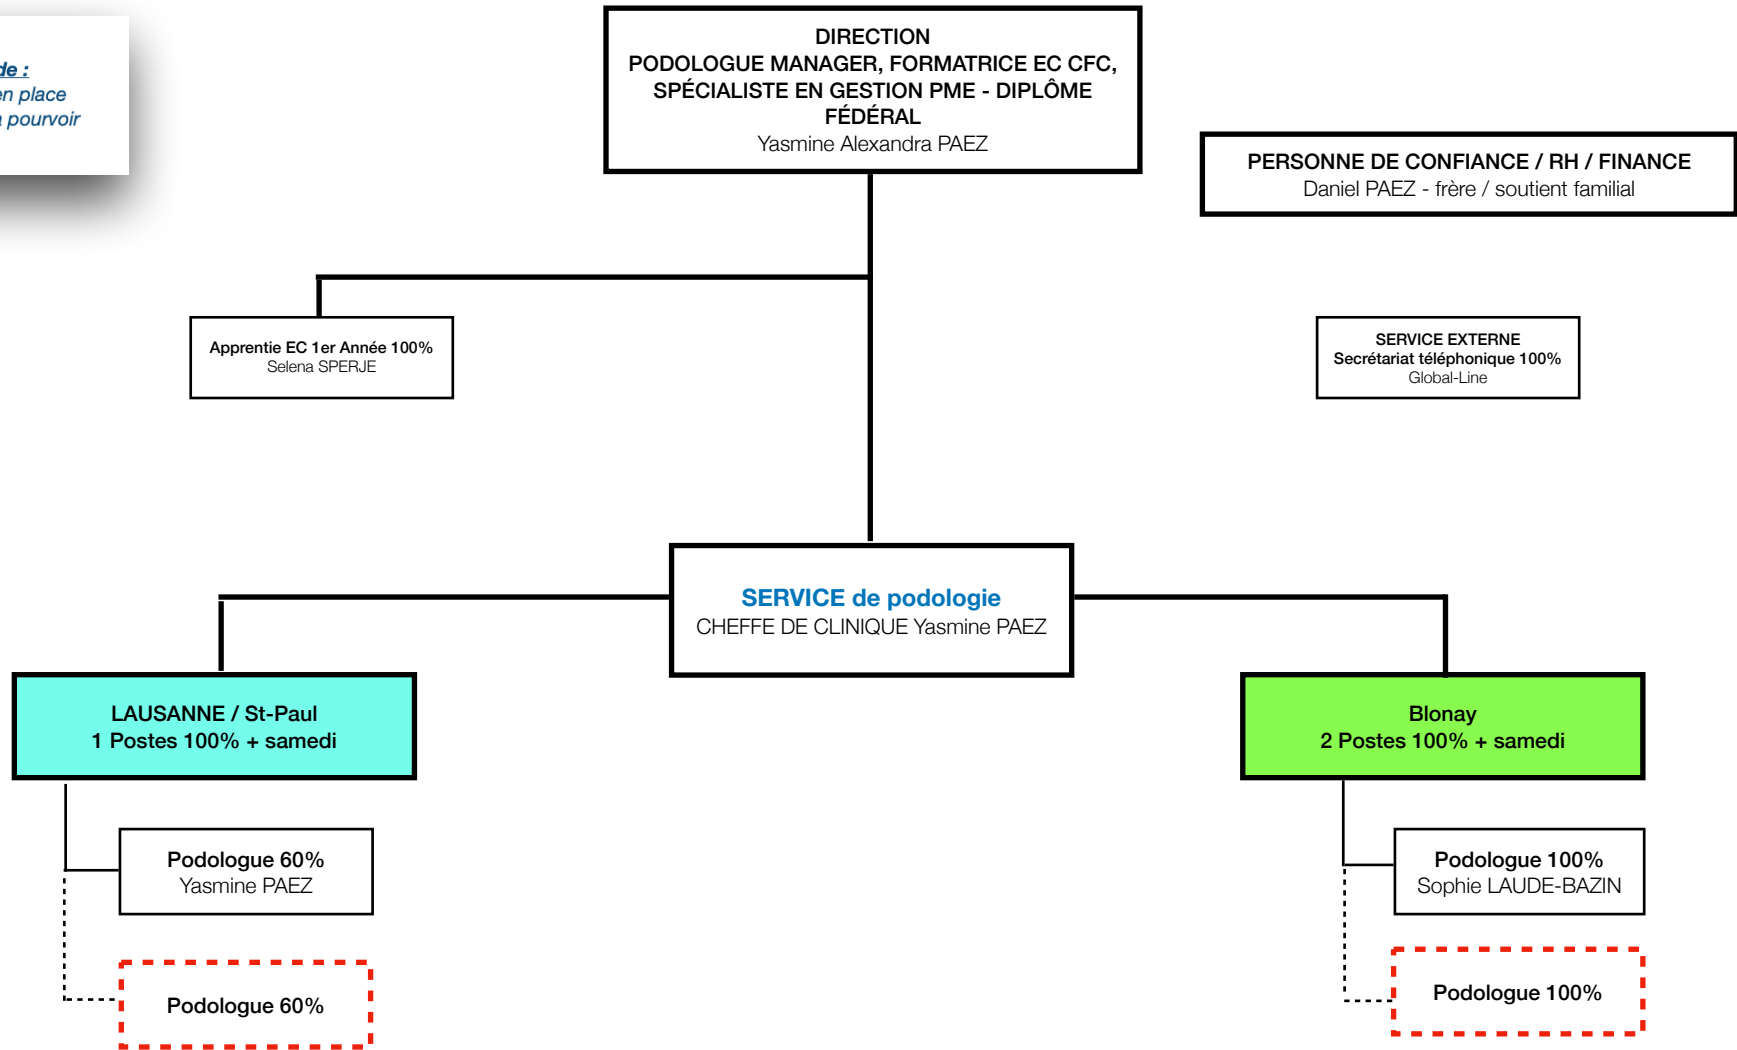 de :
en place
pourvoir
DIRECTION
PODOLOGUE MANAGER, FORMATRICE EC CFC,
SPÉCIALISTE EN GESTION PME - DIPLÔME
FÉDÉRAL
Yasmine Alexandra PAEZ
PERSONNE DE CONFIANCE / RH / FINANCE
Daniel PAEZ - frère / soutient familial
Apprentie EC 1er Année 100%
Selena SPERJE
SERVICE EXTERNE
Secrétariat téléphonique 100%
Global-Line
SERVICE de podologie
CHEFFE DE CLINIQUE Yasmine PAEZ
LAUSANNE / St-Paul
1 Postes 100% + samedi
Blonay
2 Postes 100% + samedi
Podologue 60%
Yasmine PAEZ
Podologue 100%
Sophie LAUDE-BAZIN
Podologue 60%
Podologue 100%